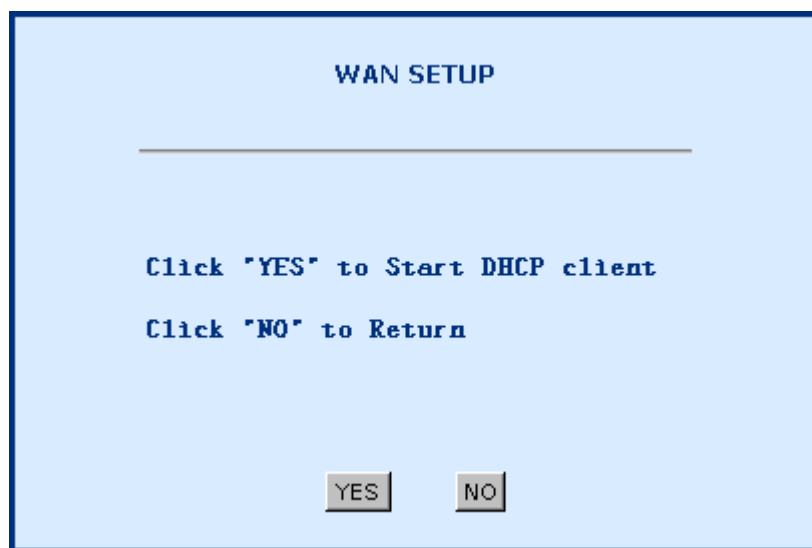 WAN SETUP
Click "YES" to Start DHCP client
Click "NO" to Return
YES NO